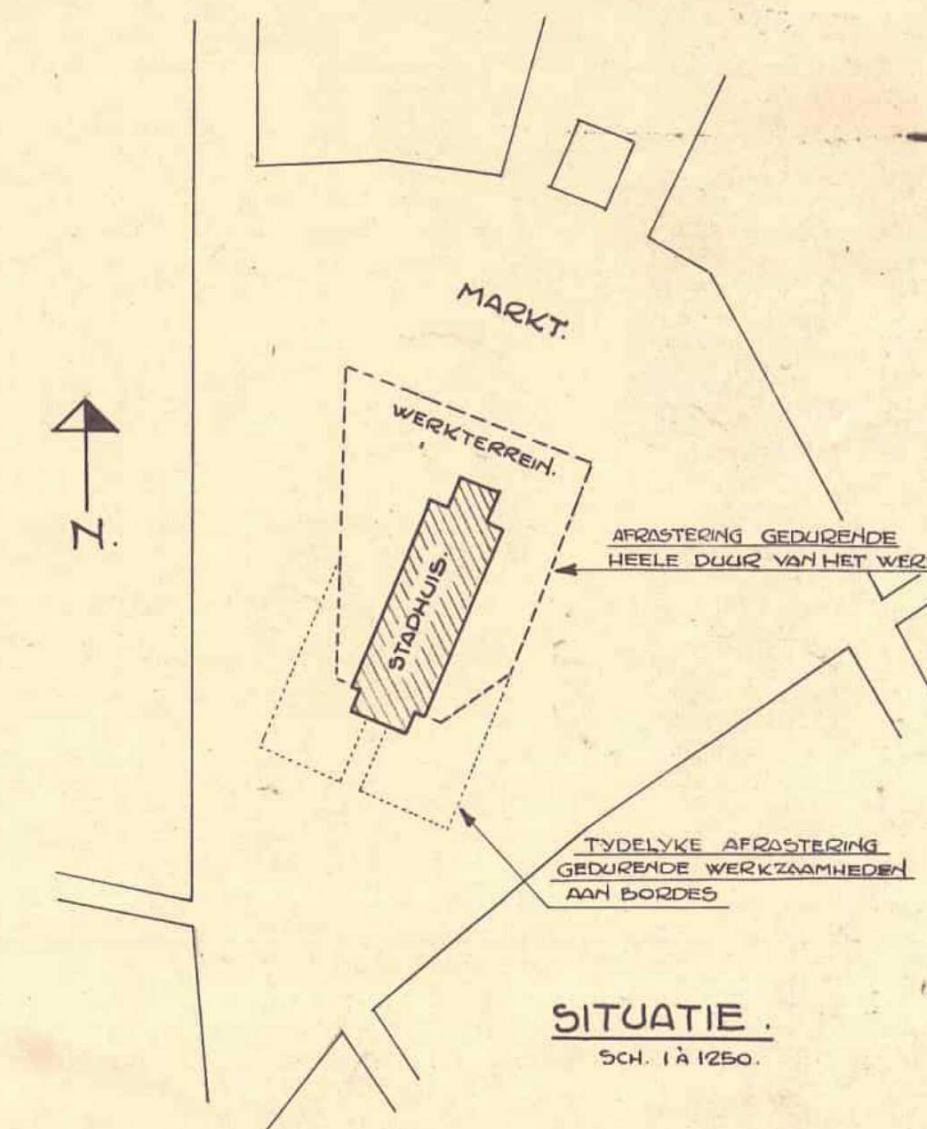 MARKT.
WERKTERREIN.
STADHUIS.
N.
AFRASTERING GEDURENDE
HEELE DUUR VAN HET WER
TYDELYKE AFRASTERING
GEDURENDE WERKZAAMHEDEN
AAN BORDES
SITUATIE.
SCH. 1 À 1250.